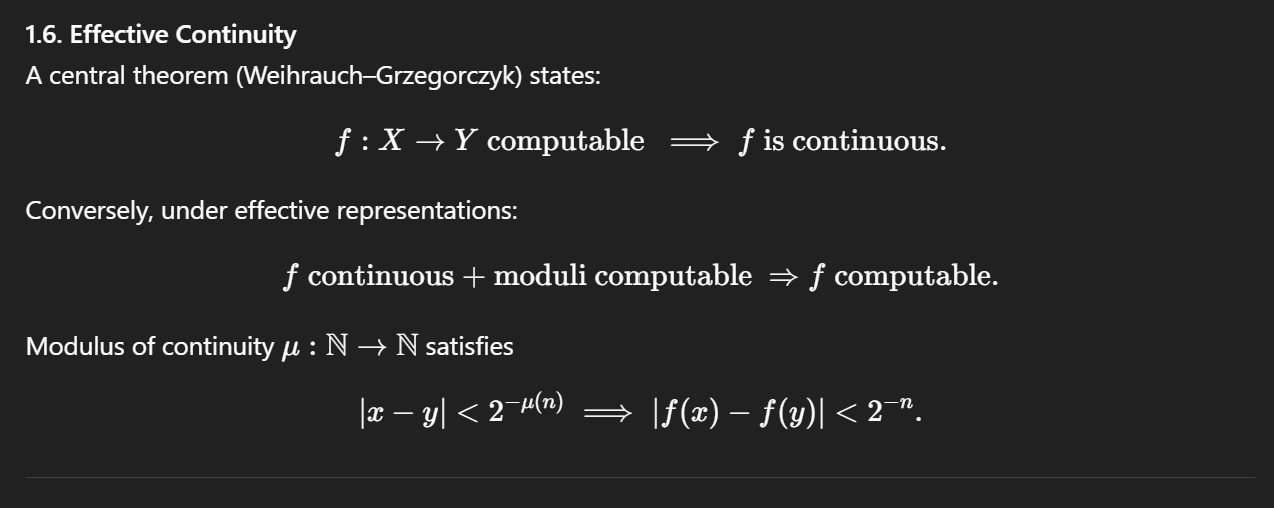 1.6. Effective Continuity
A central theorem (Weihrauch–Grzegorczyk) states:
f : X → Y computable ⟹ f is continuous.
Conversely, under effective representations:
f continuous + moduli computable ⇒ f computable.
Modulus of continuity μ : ℕ → ℕ satisfies
|x − y| < 2^{−μ(n)} ⟹ |f(x) − f(y)| < 2^{−n}.